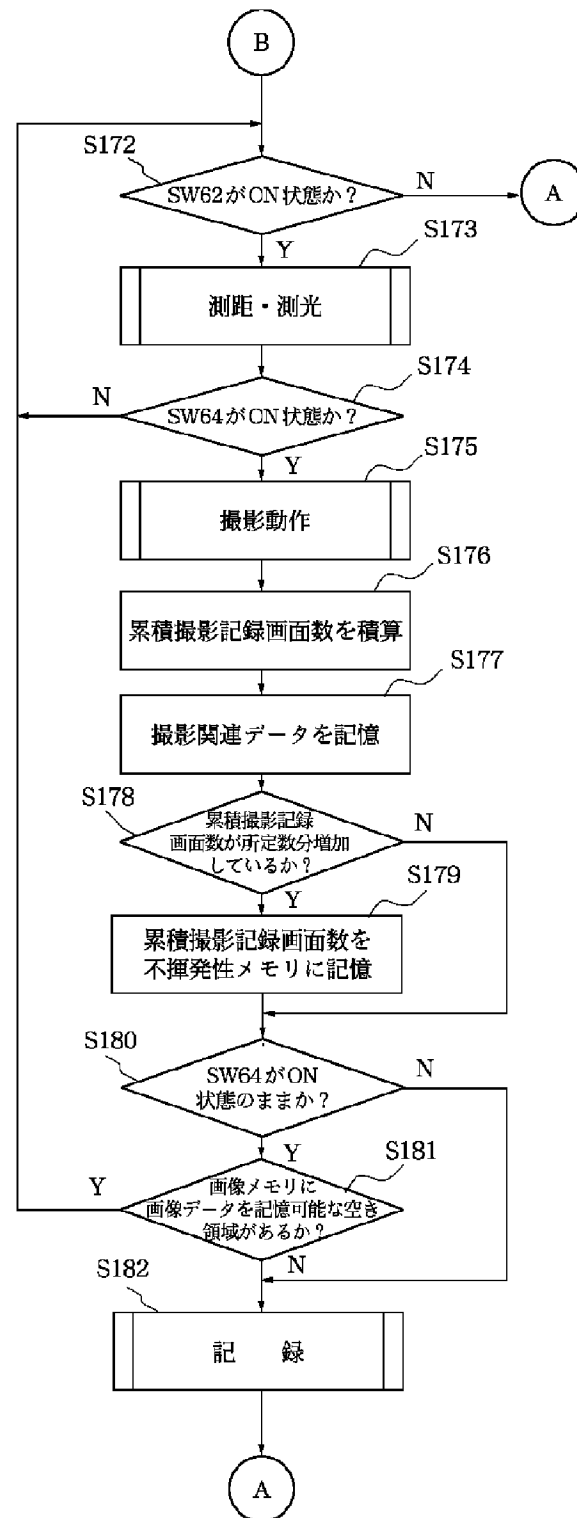 B
S172
SW62がON状態か？
N
A
Y
S173
測距・測光
S174
N
SW64がON状態か？
Y
S175
撮影動作
S176
累積撮影記録画面数を積算
S177
撮影関連データを記憶
S178
累積撮影記録
画面数が所定数分増加
しているか？
N
Y
S179
累積撮影記録画面数を
不揮発性メモリに記憶
S180
SW64がON
状態のままか？
N
Y
S181
Y
画像メモリに
画像データを記憶可能な空き
領域があるか？
N
S182
記　録
A